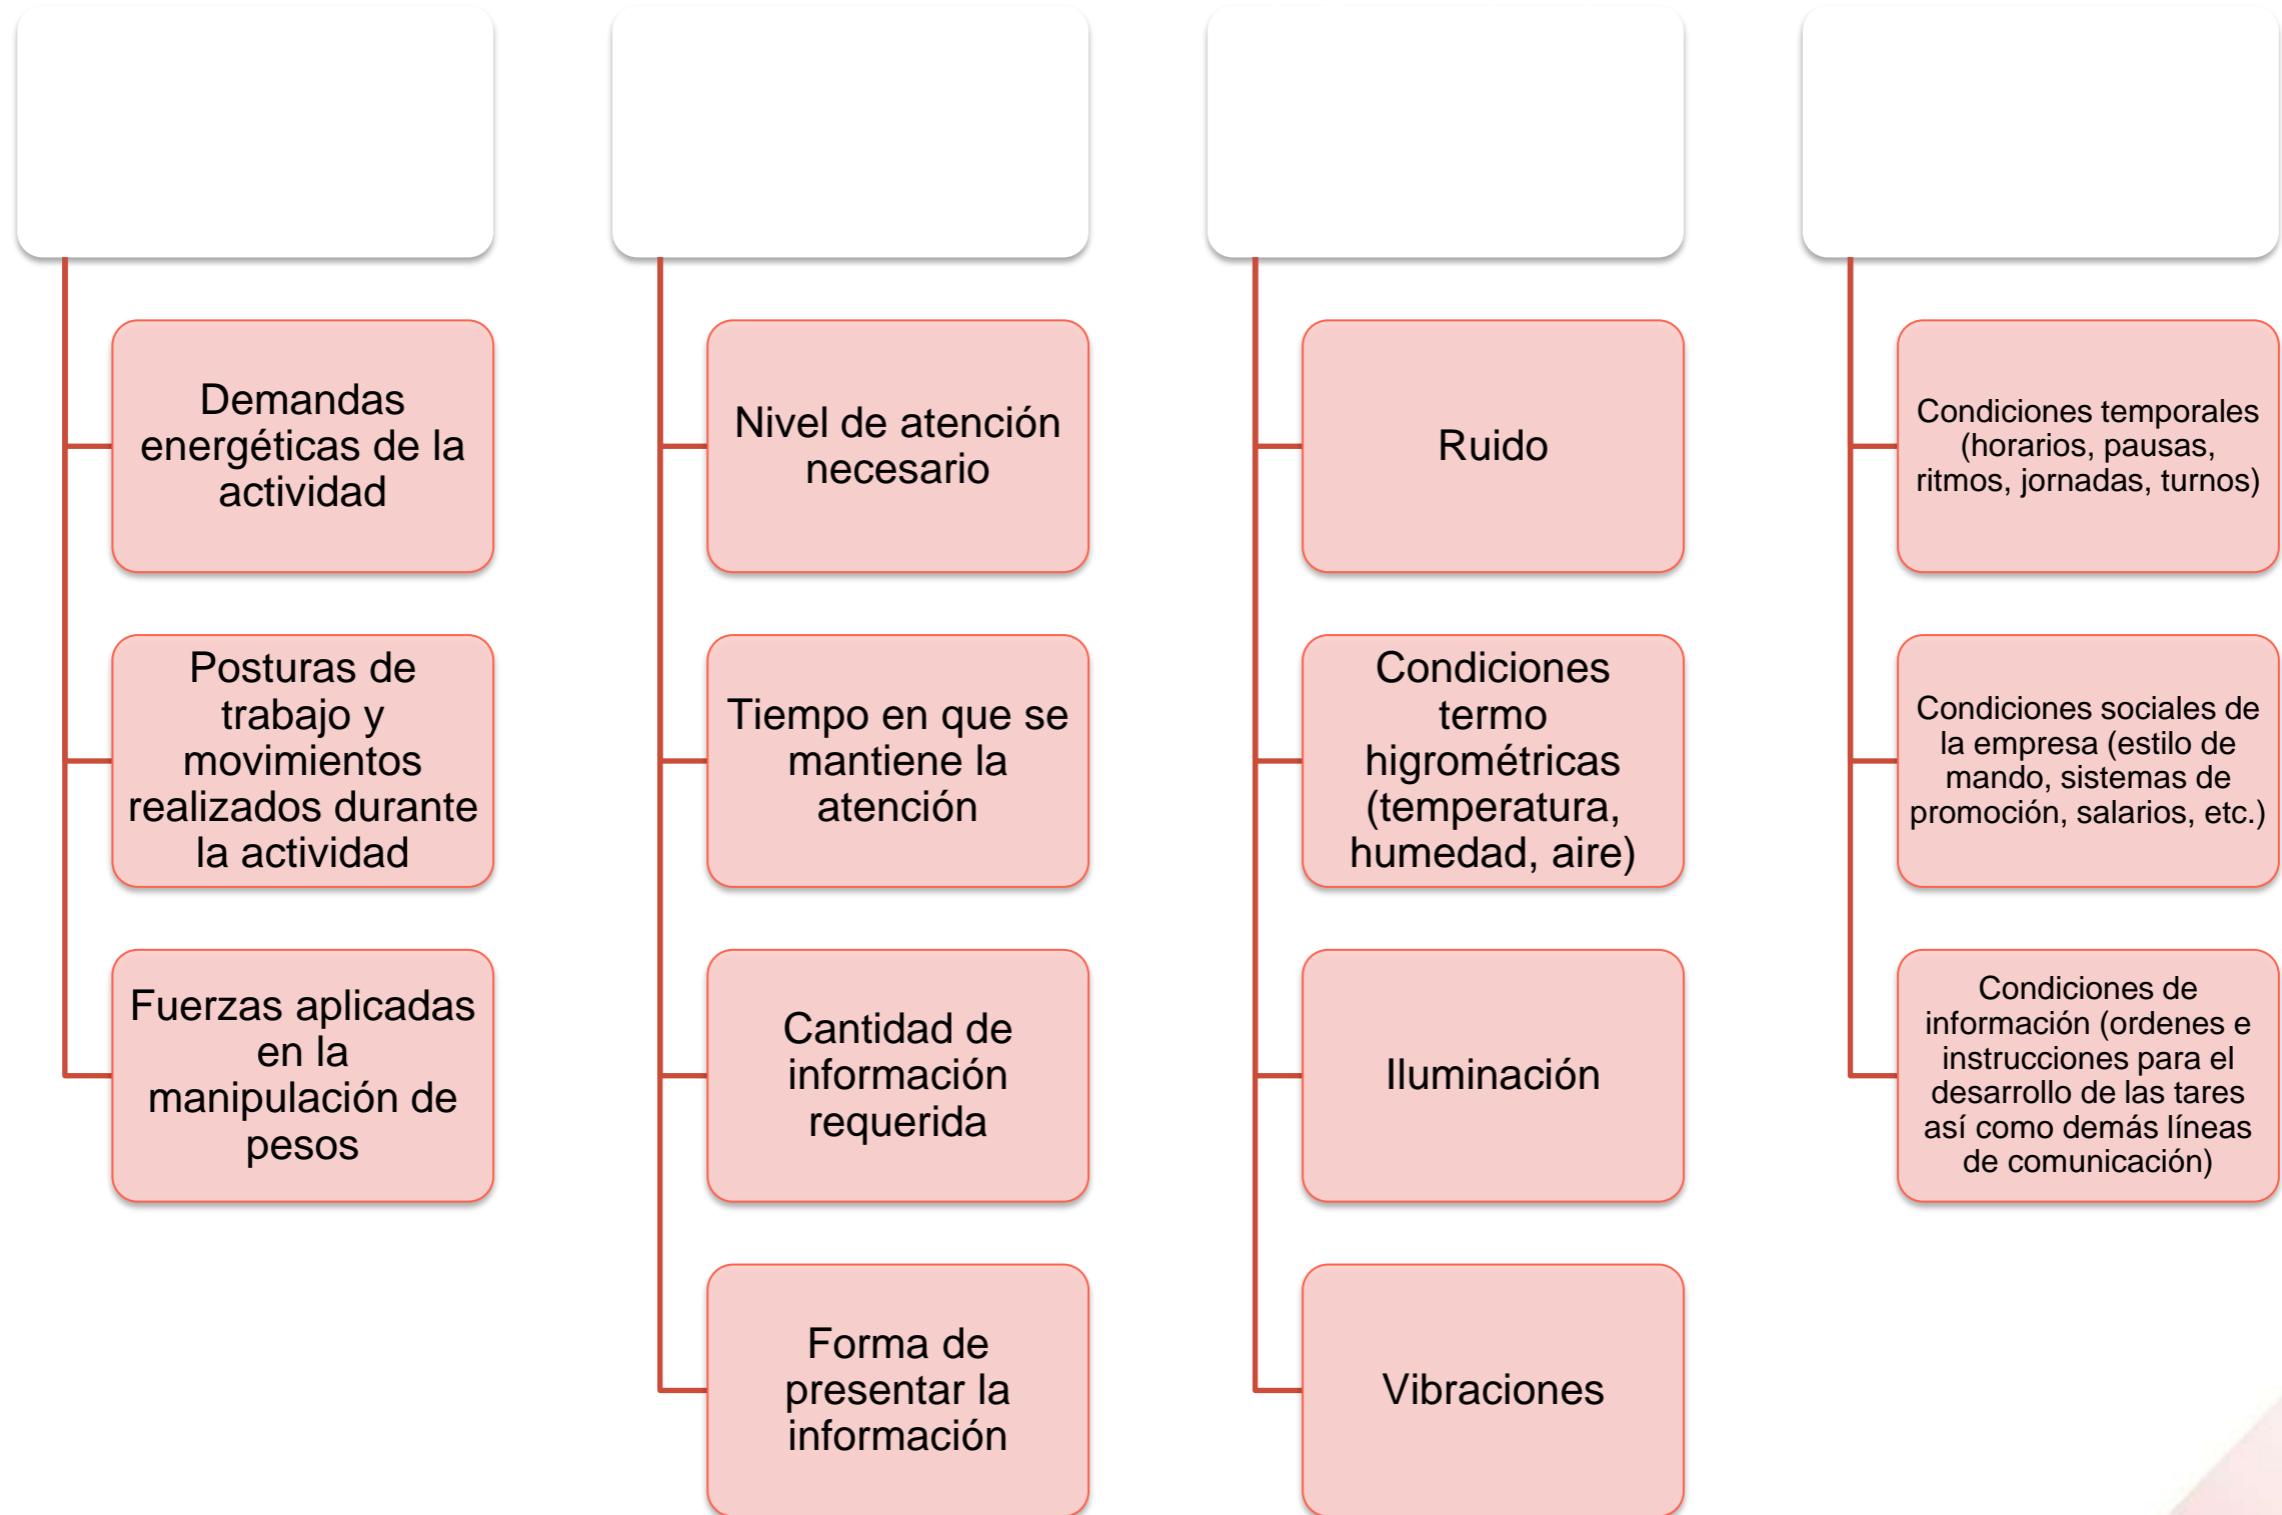 Demandas
energéticas de la
actividad
Posturas de
trabajo y
movimientos
realizados durante
la actividad
Fuerzas aplicadas
en la
manipulación de
pesos
Nivel de atención
necesario
Tiempo en que se
mantiene la
atención
Cantidad de
información
requerida
Forma de
presentar la
información
Ruido
Condiciones
termo
higrométricas
(temperatura,
humedad, aire)
Iluminación
Vibraciones
Condiciones temporales
(horarios, pausas,
ritmos, jornadas, turnos)
Condiciones sociales de
la empresa (estilo de
mando, sistemas de
promoción, salarios, etc.)
Condiciones de
información (ordenes e
instrucciones para el
desarrollo de las tares
así como demás líneas
de comunicación)